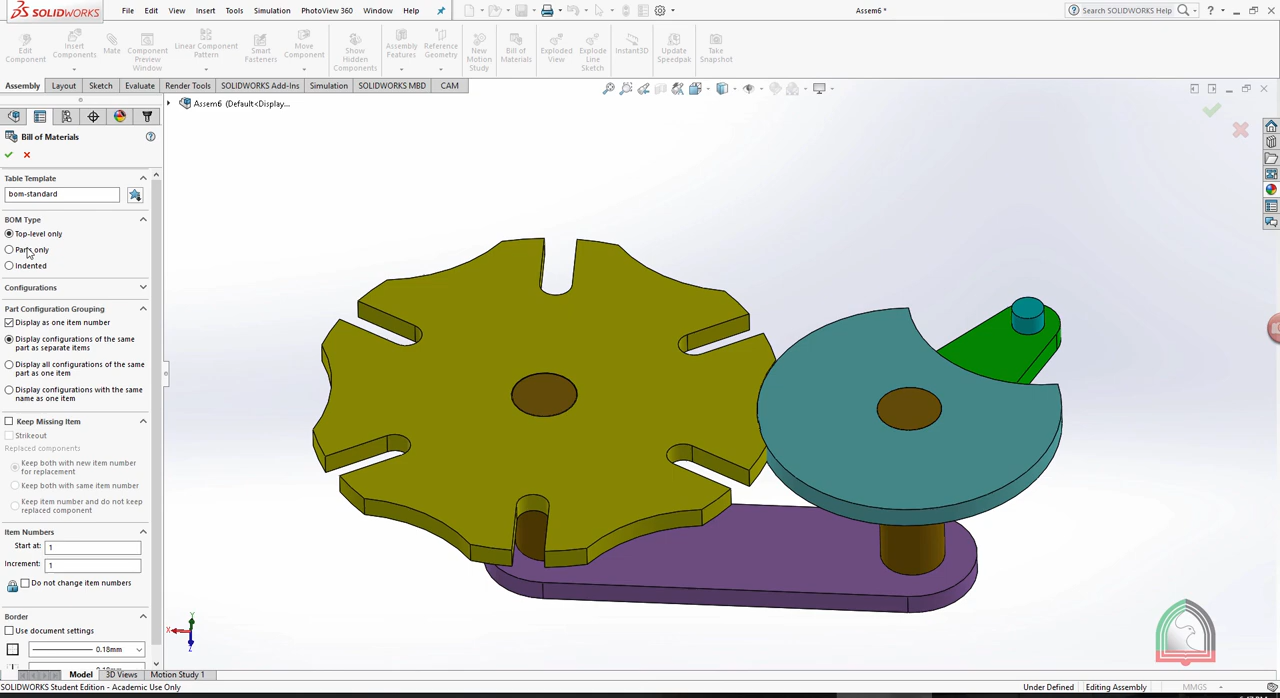 SOLIDWORKS File Edit View Insert Tools Simulation PhotoView 360 Window Help Assem6 * Search SOLIDWORKS Help
Edit Component
Insert Components
Mate
Component Preview Window
Linear Component Pattern
Smart Fasteners
Move Component
Show Hidden Components
Assembly Features
Reference Geometry
New Motion Study
Bill of Materials
Exploded View
Explode Line Sketch
Instant3D
Update Speedpak
Take Snapshot
Assembly Layout Sketch Evaluate Render Tools SOLIDWORKS Add-Ins Simulation SOLIDWORKS MBD CAM
Assem6 (Default<Display...
Bill of Materials
Table Template
bom-standard
BOM Type
Top-level only
Parts only
Indented
Configurations
Part Configuration Grouping
Display as one item number
Display configurations of the same
part as separate items
Display all configurations of the same
part as one item
Display configurations with the same
name as one item
Keep Missing Item
Strikeout
Replaced components
Keep both with new item number
for replacement
Keep both with same item number
Keep item number and do not keep
replaced component
Item Numbers
Start at: 1
Increment: 1
Do not change item numbers
Border
Use document settings
0.18mm
X Y Z
Model 3D Views Motion Study 1
SOLIDWORKS Student Edition - Academic Use Only Under Defined Editing Assembly MMGS